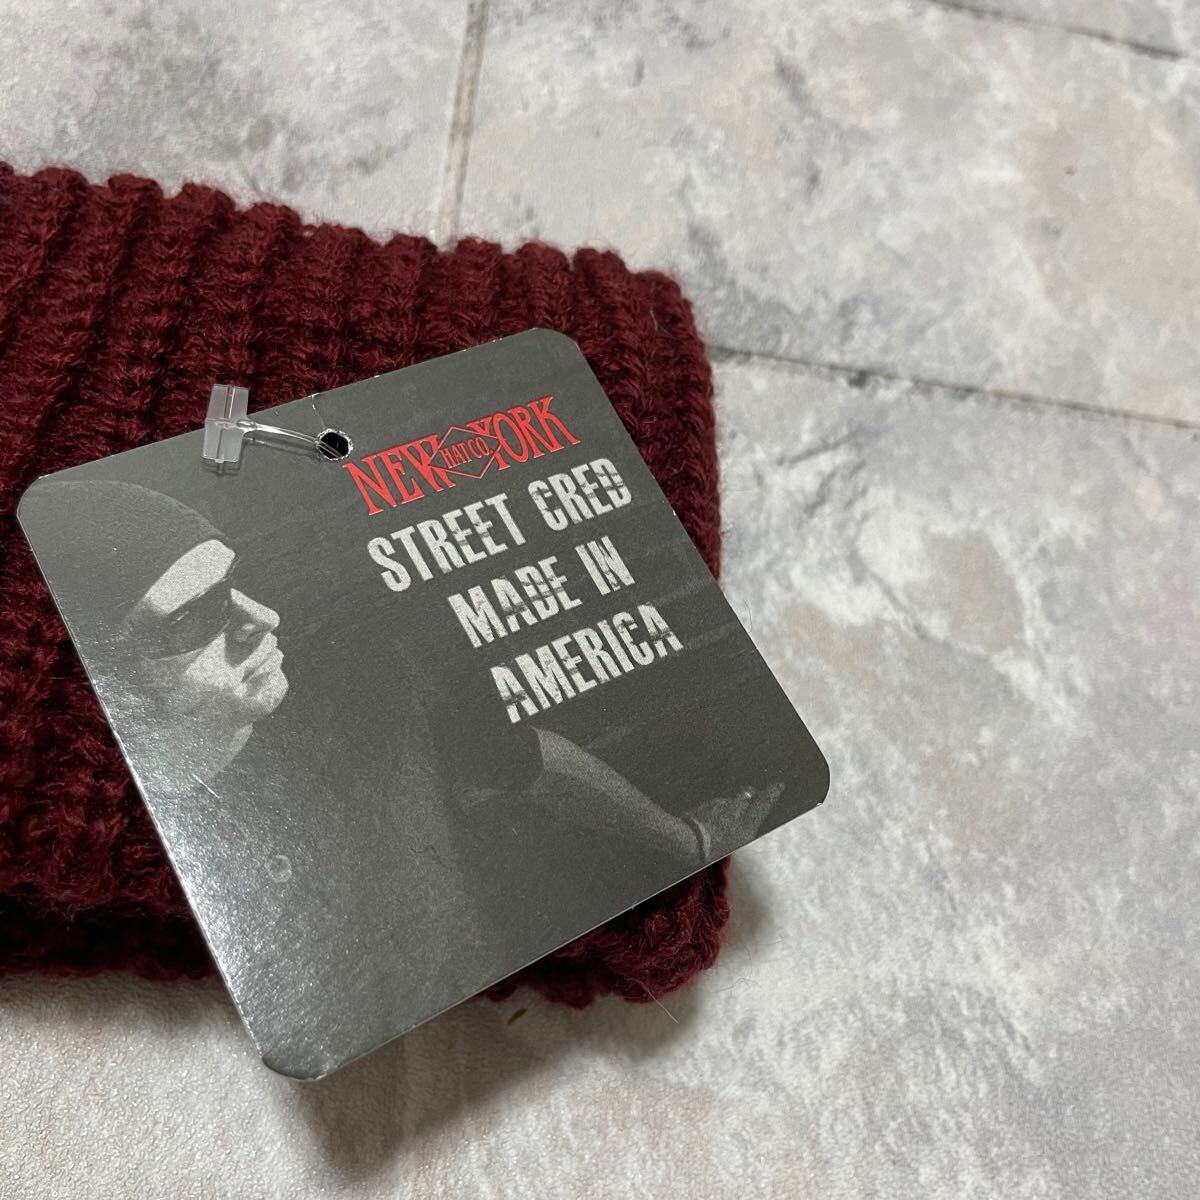 NEW HAT CO. YORK
STREET CRED
MADE IN
AMERICA